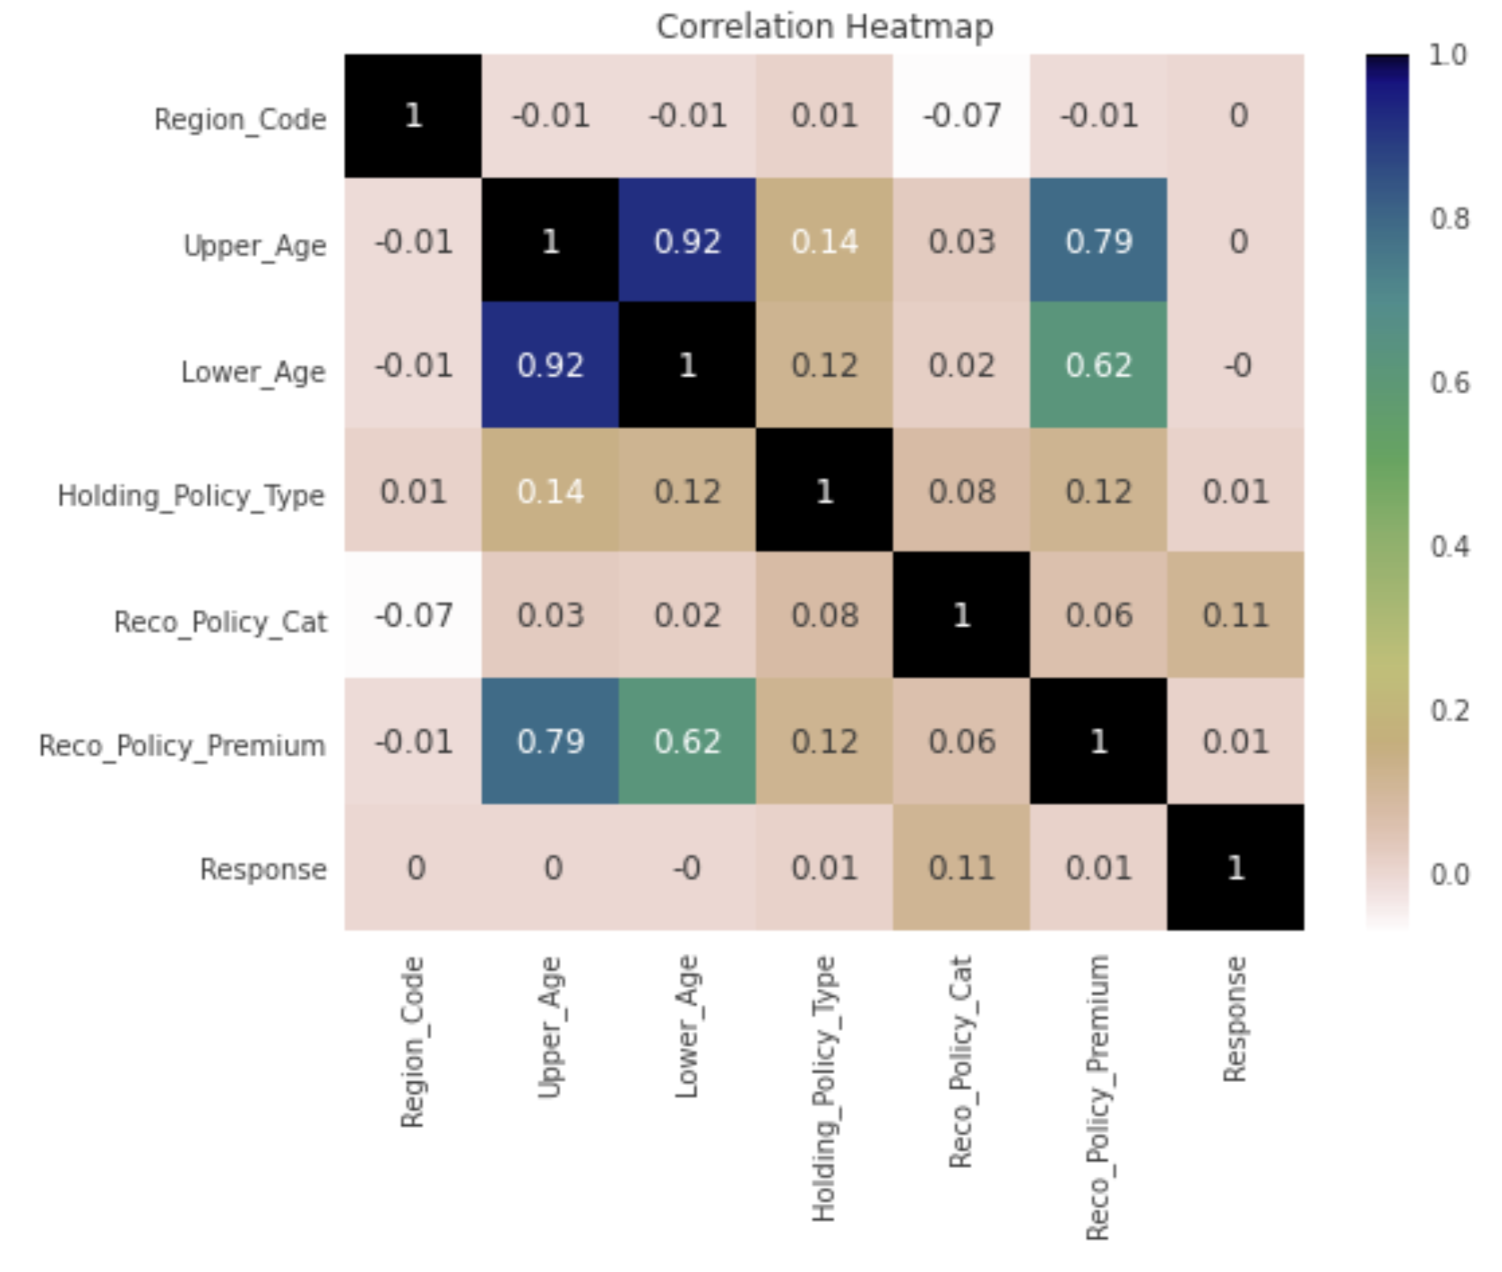 Correlation Heatmap
Region_Code 1 -0.01 -0.01 0.01 -0.07 -0.01 0
Upper_Age -0.01 1 0.92 0.14 0.03 0.79 0
Lower_Age -0.01 0.92 1 0.12 0.02 0.62 -0
Holding_Policy_Type 0.01 0.14 0.12 1 0.08 0.12 0.01
Reco_Policy_Cat -0.07 0.03 0.02 0.08 1 0.06 0.11
Reco_Policy_Premium -0.01 0.79 0.62 0.12 0.06 1 0.01
Response 0 0 -0 0.01 0.11 0.01 1
Region_Code
Upper_Age
Lower_Age
Holding_Policy_Type
Reco_Policy_Cat
Reco_Policy_Premium
Response
1.0
0.8
0.6
0.4
0.2
0.0